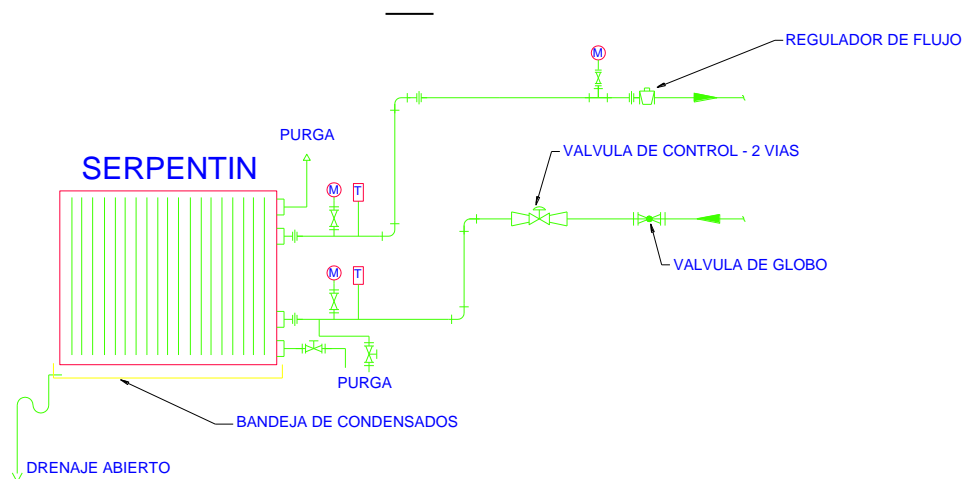 REGULADOR DE FLUJO
M
PURGA
VALVULA DE CONTROL - 2 VIAS
SERPENTIN
M
T
VALVULA DE GLOBO
M
T
PURGA
BANDEJA DE CONDENSADOS
DRENAJE ABIERTO